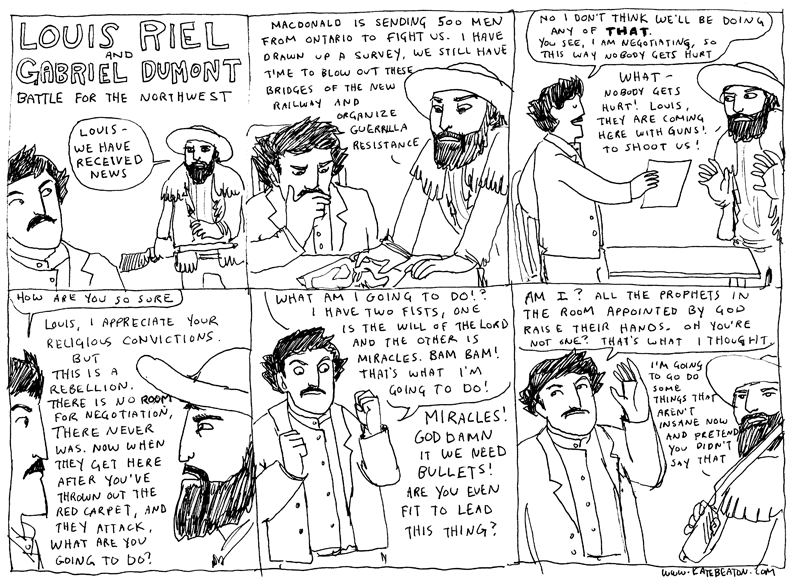 LOUIS RIEL
AND
GABRIEL DUMONT
BATTLE FOR THE NORTHWEST
LOUIS -
WE HAVE
RECEIVED
NEWS
MACDONALD IS SENDING 500 MEN
FROM ONTARIO TO FIGHT US. I HAVE
DRAWN UP A SURVEY, WE STILL HAVE
TIME TO BLOW OUT THESE
BRIDGES OF THE NEW
RAILWAY AND
ORGANIZE
GUERRILLA
RESISTANCE
NO I DON'T THINK WE'LL BE DOING
ANY OF THAT.
YOU SEE, I AM NEGOTIATING, SO
THIS WAY NOBODY GETS HURT
WHAT -
NOBODY GETS
HURT! LOUIS,
THEY ARE COMING
HERE WITH GUNS!
TO SHOOT US!
HOW ARE YOU SO SURE
LOUIS, I APPRECIATE YOUR
RELIGIOUS CONVICTIONS.
BUT
THIS IS A
REBELLION.
THERE IS NO ROOM
FOR NEGOTIATION,
THERE NEVER
WAS. NOW WHEN
THEY GET HERE
AFTER YOU'VE
THROWN OUT THE
RED CARPET, AND
THEY ATTACK,
WHAT ARE YOU
GOING TO DO?
WHAT AM I GOING TO DO!?
I HAVE TWO FISTS, ONE
IS THE WILL OF THE LORD
AND THE OTHER IS
MIRACLES. BAM BAM!
THAT'S WHAT I'M
GOING TO DO!
MIRACLES!
GOD DAMN
IT WE NEED
BULLETS!
ARE YOU EVEN
FIT TO LEAD
THIS THING?
AM I? ALL THE PROPHETS IN
THE ROOM APPOINTED BY GOD
RAISE THEIR HANDS. OH YOU'RE
NOT ONE? THAT'S WHAT I THOUGHT
I'M GOING
TO GO DO
SOME
THINGS THAT
AREN'T
INSANE NOW
AND PRETEND
YOU DIDN'T
SAY THAT
WWW.KATEBEATON.COM